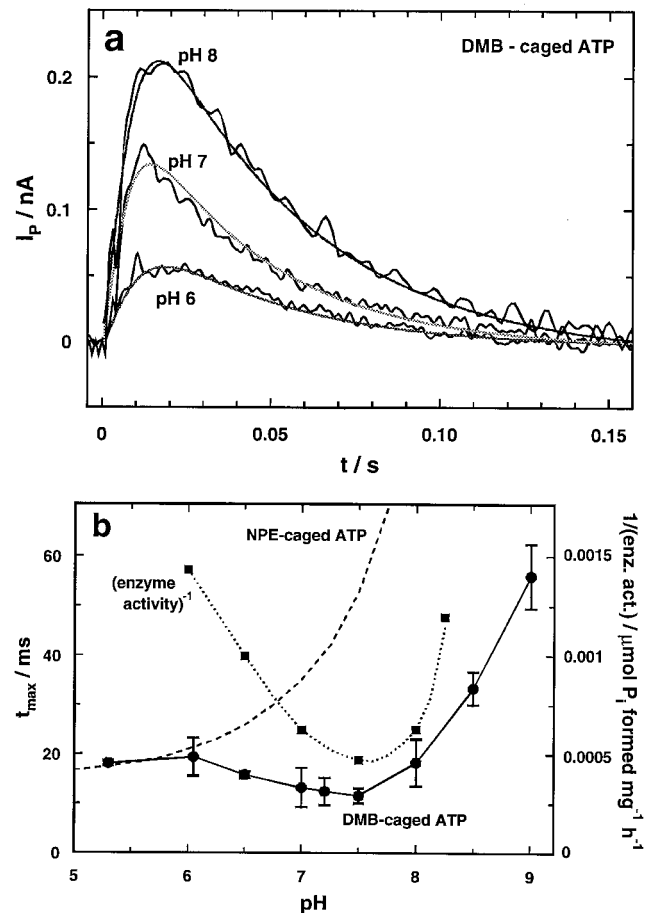 a
DMB - caged ATP
pH 8
pH 7
pH 6
I_p / nA
0.2
0.1
0
0
0.05
0.10
0.15
t / s
b
NPE-caged ATP
(enzyme activity)^-1
DMB-caged ATP
t_max / ms
60
40
20
0
0.0015
0.001
0.0005
0
1/(enz. act.) / μmol P_i formed mg^-1 h^-1
5
6
7
8
9
pH